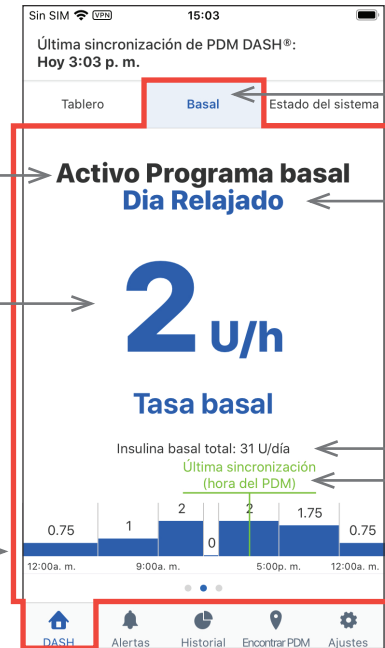 Sin SIM VPN 15:03
Última sincronización de PDM DASH®:
Hoy 3:03 p. m.
Tablero Basal Estado del sistema
Activo Programa basal
Dia Relajado
2 U/h
Tasa basal
Insulina basal total: 31 U/día
Última sincronización
(hora del PDM)
0.75 1 2 0 2 1.75 0.75
12:00a. m. 9:00a. m. 5:00p. m. 12:00a. m.
DASH Alertas Historial Encontrar PDM Ajustes